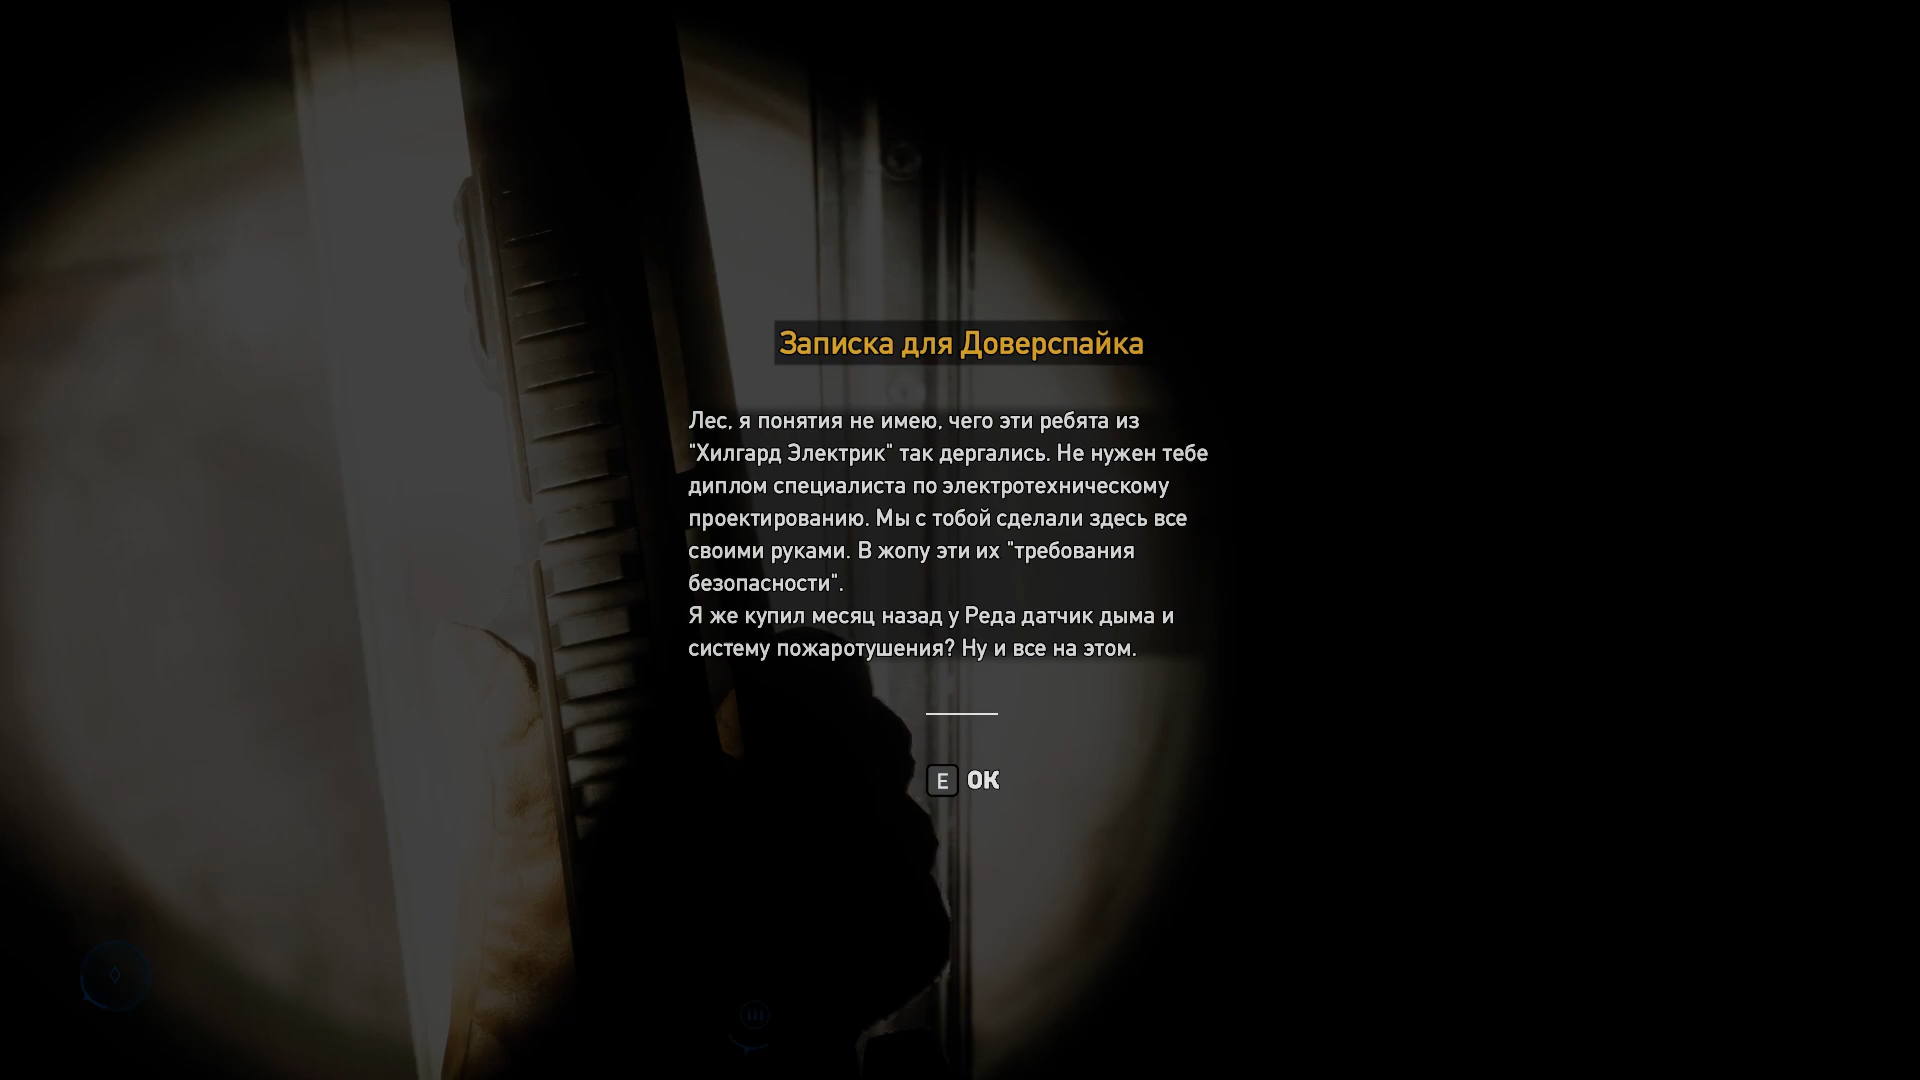 Записка для Доверспайка
Лес, я понятия не имею, чего эти ребята из
"Хилгард Электрик" так дергались. Не нужен тебе
диплом специалиста по электротехническому
проектированию. Мы с тобой сделали здесь все
своими руками. В жопу эти их "требования
безопасности".
Я же купил месяц назад у Реда датчик дыма и
систему пожаротушения? Ну и все на этом.
E ОК